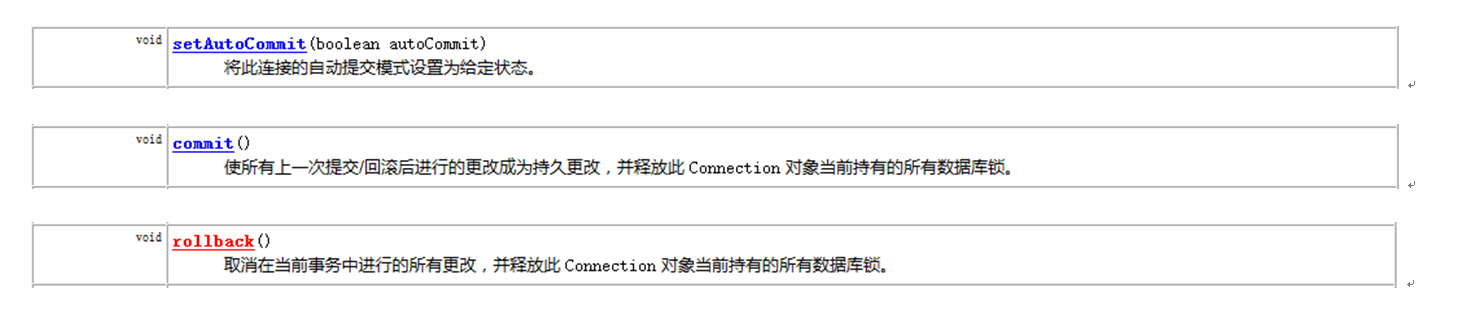 void setAutoCommit(boolean autoCommit)
将此连接的自动提交模式设置为给定状态。
void commit()
使所有上一次提交/回滚后进行的更改成为持久更改，并释放此 Connection 对象当前持有的所有数据库锁。
void rollback()
取消在当前事务中进行的所有更改，并释放此 Connection 对象当前持有的所有数据库锁。